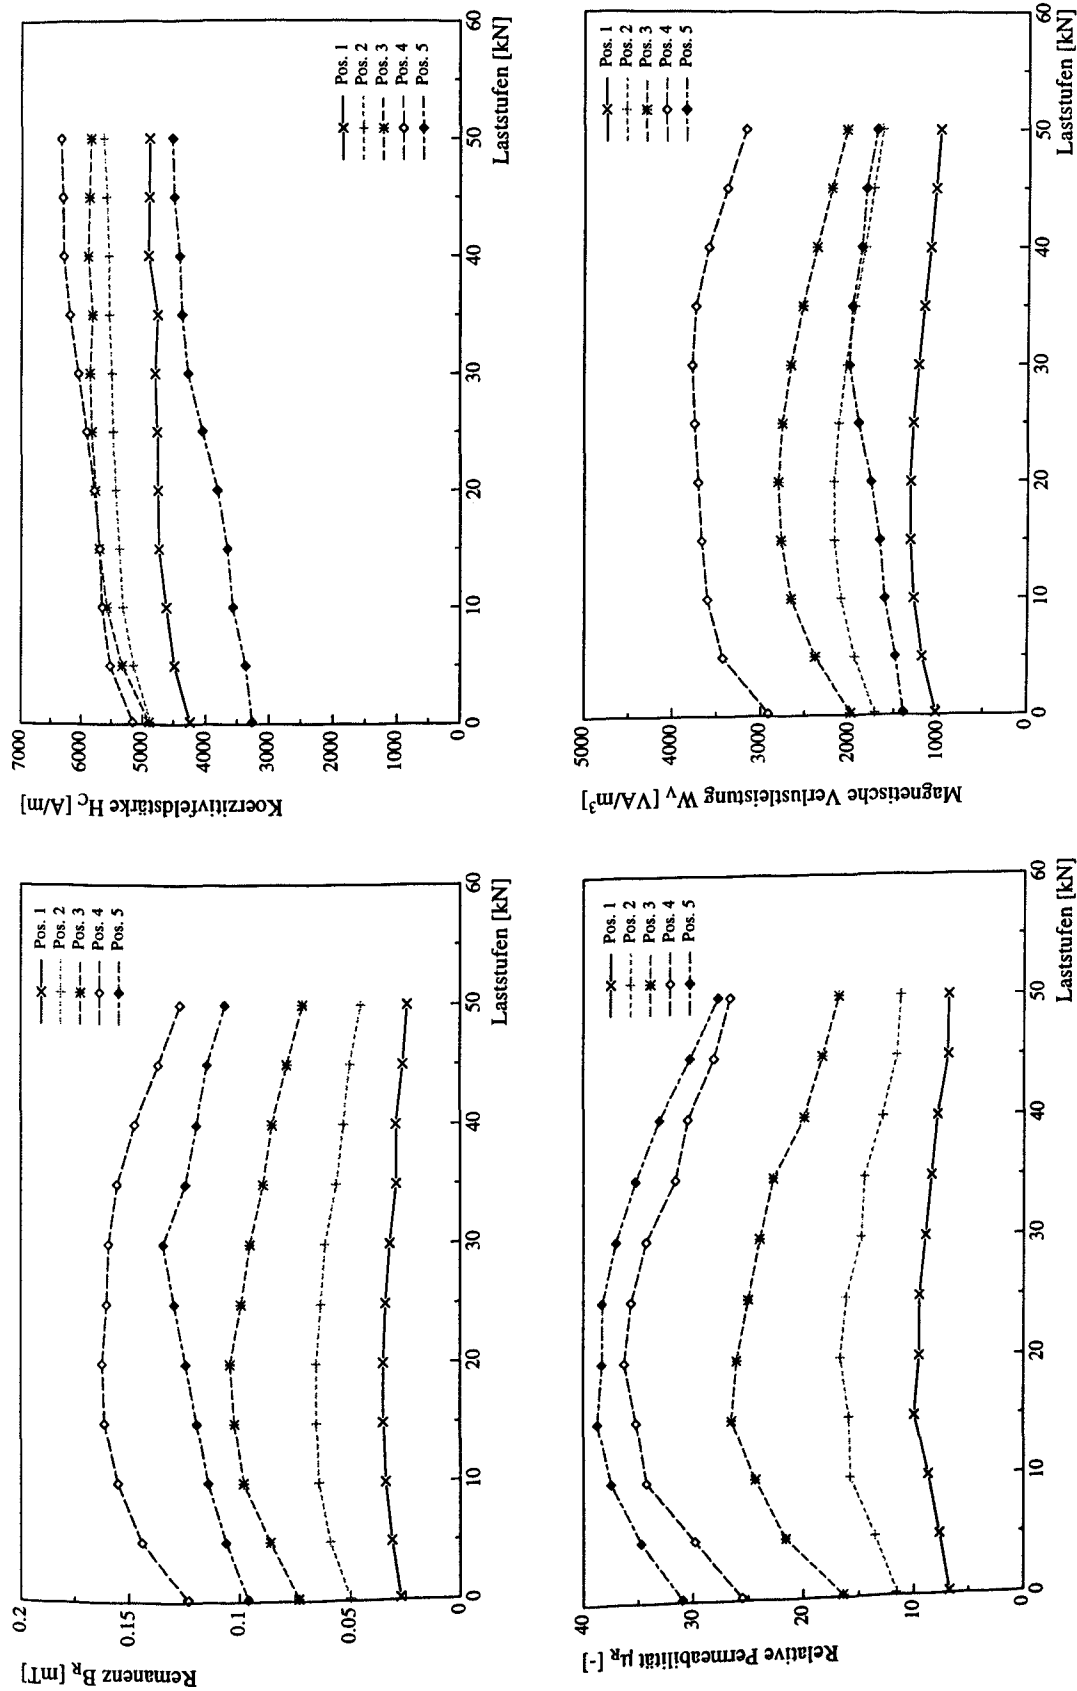 Remanenz B_R [mT]
0.2
0.15
0.1
0.05
0
0
10
20
30
40
50
60
Laststufen [kN]
Pos. 1
Pos. 2
Pos. 3
Pos. 4
Pos. 5
Koerzitivfeldstärke H_C [A/m]
7000
6000
5000
4000
3000
2000
1000
0
0
10
20
30
40
50
60
Laststufen [kN]
Pos. 1
Pos. 2
Pos. 3
Pos. 4
Pos. 5
Relative Permeabilität μ_R [-]
40
30
20
10
0
0
10
20
30
40
50
60
Laststufen [kN]
Pos. 1
Pos. 2
Pos. 3
Pos. 4
Pos. 5
Magnetische Verlustleistung W_V [VA/m³]
5000
4000
3000
2000
1000
0
0
10
20
30
40
50
60
Laststufen [kN]
Pos. 1
Pos. 2
Pos. 3
Pos. 4
Pos. 5